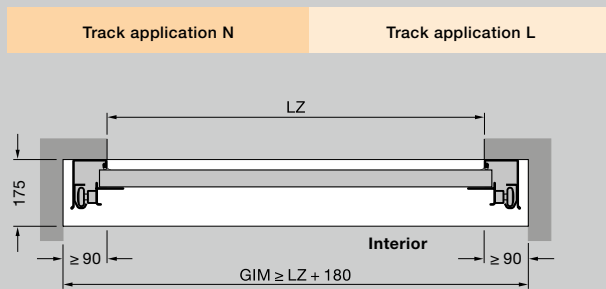 Track application N
Track application L
LZ
175
Interior
≥ 90
≥ 90
GIM ≥ LZ + 180